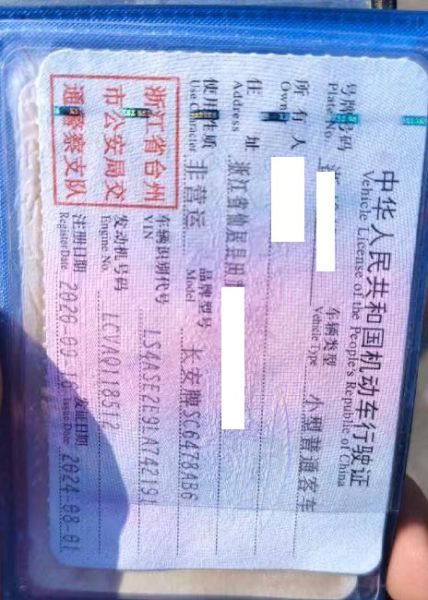 中华人民共和国机动车行驶证
Vehicle License of the People's Republic of China
号牌号码
Plate No.
车辆类型
Vehicle Type
小型普通客车
所有人
Owner
住址
Address
浙江省仙居县
使用性质
Use Character
非营运
品牌型号
Model
长安牌SC6478AB6
浙江省台州
市公安局交
通警察支队
车辆识别代号
VIN
LS4ASE2E91A742191
发动机号码
Engine No.
LCVA0118512
注册日期
Register Date
2020-09-10
发证日期
Issue Date
2024-08-01